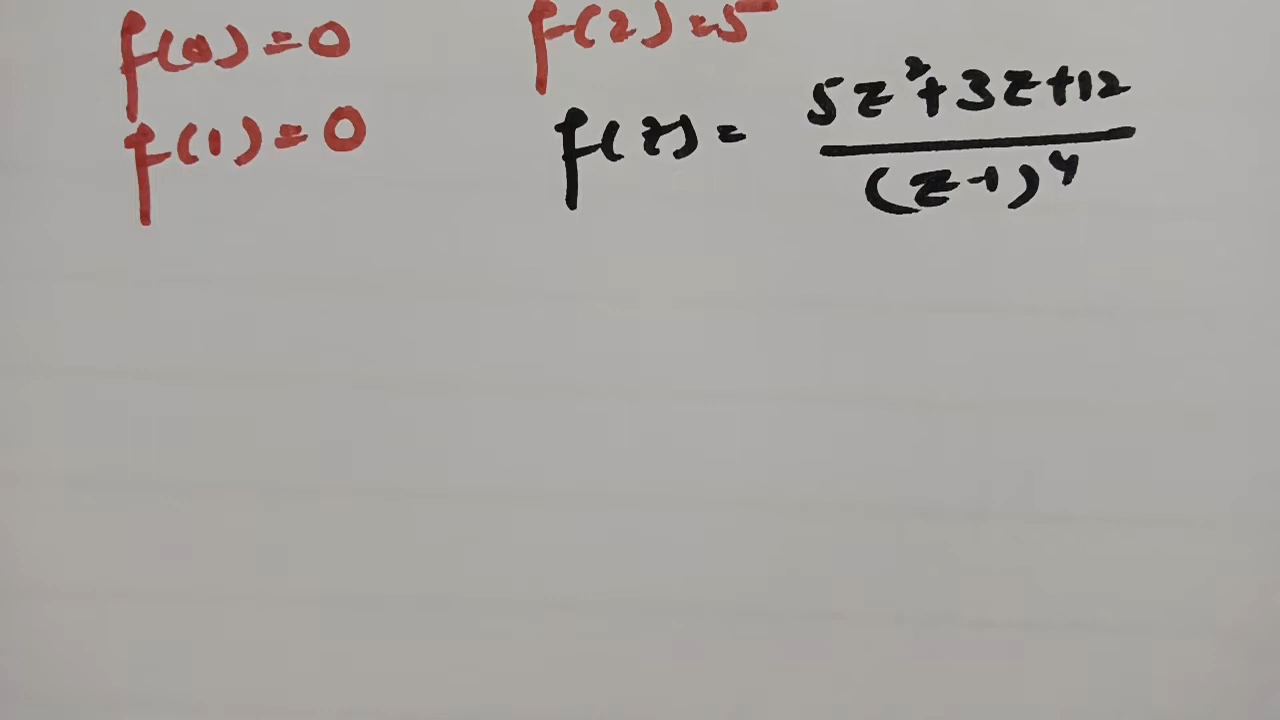 f(0)=0
f(2)=5
f(1)=0
f(z)= 5z²+3z+12
(z-1)⁴